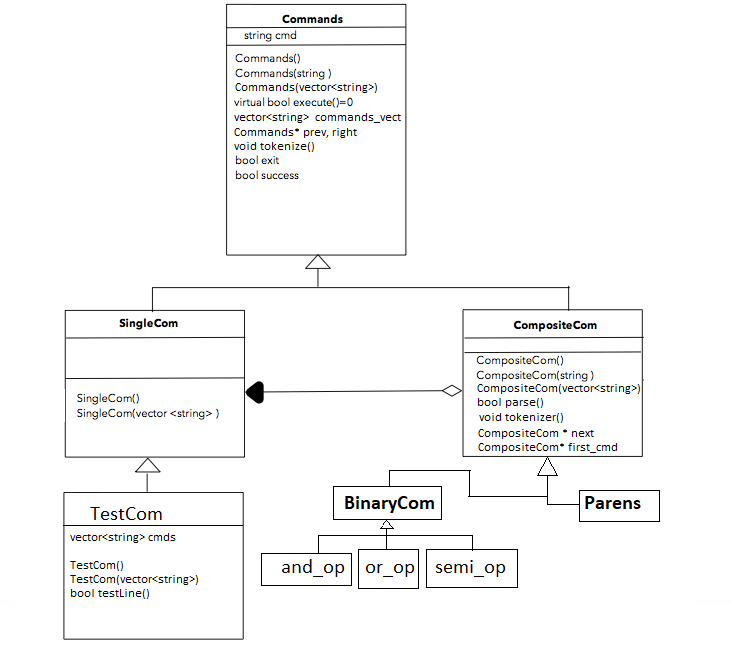 Commands
string cmd
Commands()
Commands(string )
Commands(vector<string>)
virtual bool execute()=0
vector<string> commands_vect
Commands* prev, right
void tokenize()
bool exit
bool success
SingleCom
SingleCom()
SingleCom(vector <string> )
CompositeCom
CompositeCom()
CompositeCom(string )
CompositeCom(vector<string>)
bool parse()
void tokenizer()
CompositeCom * next
CompositeCom* first_cmd
TestCom
vector<string> cmds
TestCom()
TestCom(vector<string>)
bool testLine()
BinaryCom
Parens
and_op
or_op
semi_op